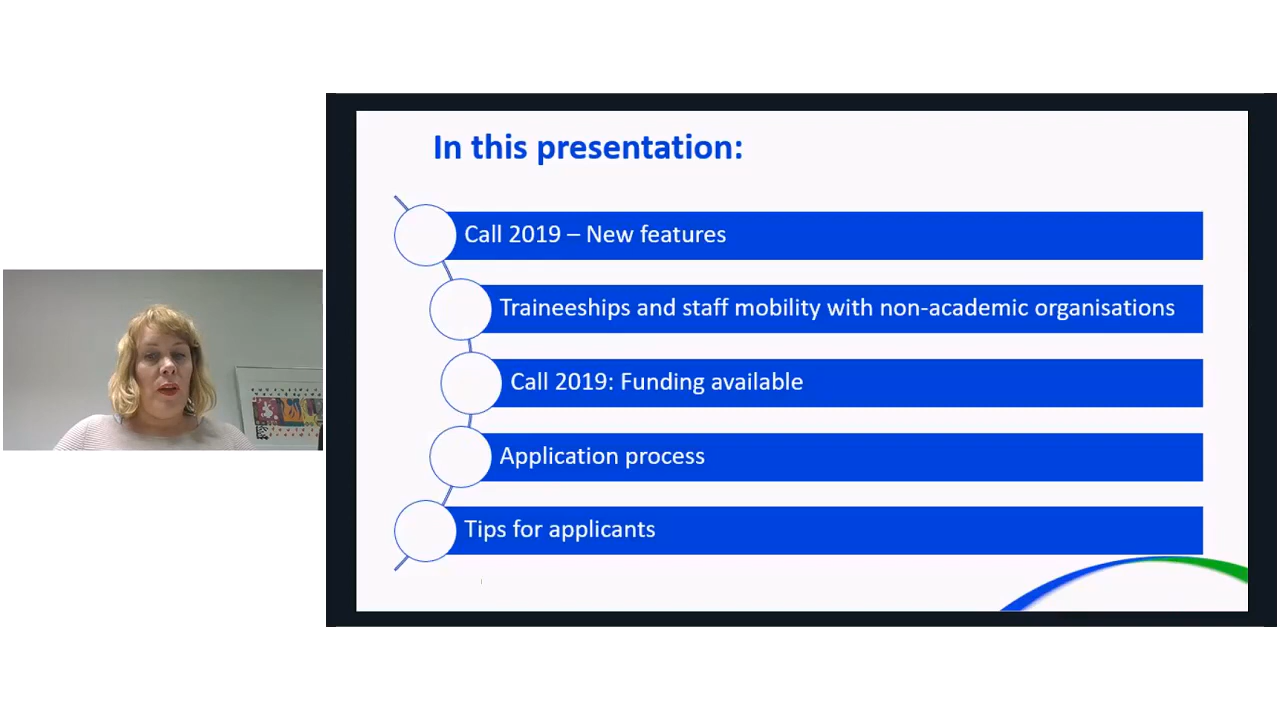 In this presentation:
Call 2019 – New features
Traineeships and staff mobility with non-academic organisations
Call 2019: Funding available
Application process
Tips for applicants